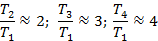 T₂/T₁ ≈ 2; T₃/T₁ ≈ 3; T₄/T₁ ≈ 4